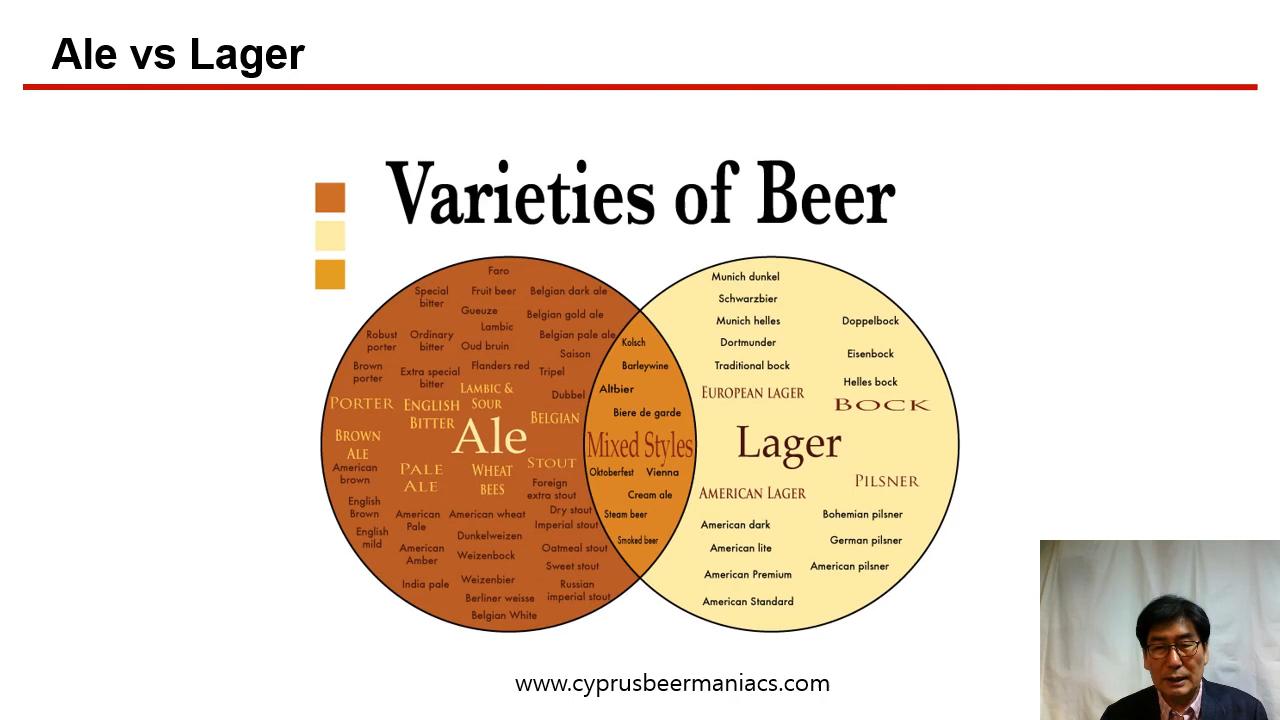 Ale vs Lager
Varieties of Beer
Faro
Special
bitter
Fruit beer
Belgian dark ale
Gueuze
Belgian gold ale
Lambic
Robust
porter
Ordinary
bitter
Oud bruin
Belgian pale ale
Saison
Brown
porter
Extra special
bitter
Flanders red
Tripel
Dubbel
PORTER
ENGLISH
BITTER
LAMBIC &
SOUR
BELGIAN
BROWN
ALE
Ale
American
brown
PALE
ALE
WHEAT
BEES
STOUT
Foreign
extra stout
English
Brown
American
Pale
American wheat
Dry stout
Imperial stout
English
mild
Dunkelweizen
American
Amber
Weizenbock
Oatmeal stout
Sweet stout
India pale
Weizenbier
Russian
imperial stout
Berliner weisse
Belgian White
Kolsch
Barleywine
Altbier
Biere de garde
Mixed Styles
Oktoberfest
Vienna
Cream ale
Steam beer
Smoked beer
Munich dunkel
Schwarzbier
Munich helles
Dortmunder
Traditional bock
EUROPEAN LAGER
Doppelbock
Eisenbock
Helles bock
BOCK
Lager
AMERICAN LAGER
PILSNER
American dark
American lite
American Premium
American Standard
Bohemian pilsner
German pilsner
American pilsner
www.cyprusbeermaniacs.com